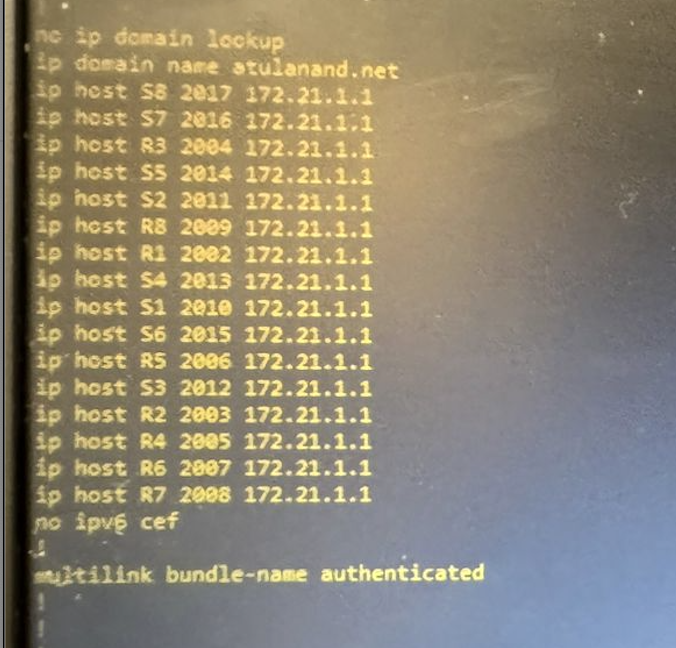 no ip domain lookup
ip domain name atulanand.net
ip host S8 2017 172.21.1.1
ip host S7 2016 172.21.1.1
ip host R3 2004 172.21.1.1
ip host S5 2014 172.21.1.1
ip host S2 2011 172.21.1.1
ip host R8 2009 172.21.1.1
ip host R1 2002 172.21.1.1
ip host S4 2013 172.21.1.1
ip host S1 2010 172.21.1.1
ip host S6 2015 172.21.1.1
ip host R5 2006 172.21.1.1
ip host S3 2012 172.21.1.1
ip host R2 2003 172.21.1.1
ip host R4 2005 172.21.1.1
ip host R6 2007 172.21.1.1
ip host R7 2008 172.21.1.1
no ipv6 cef
!
multilink bundle-name authenticated
!
!